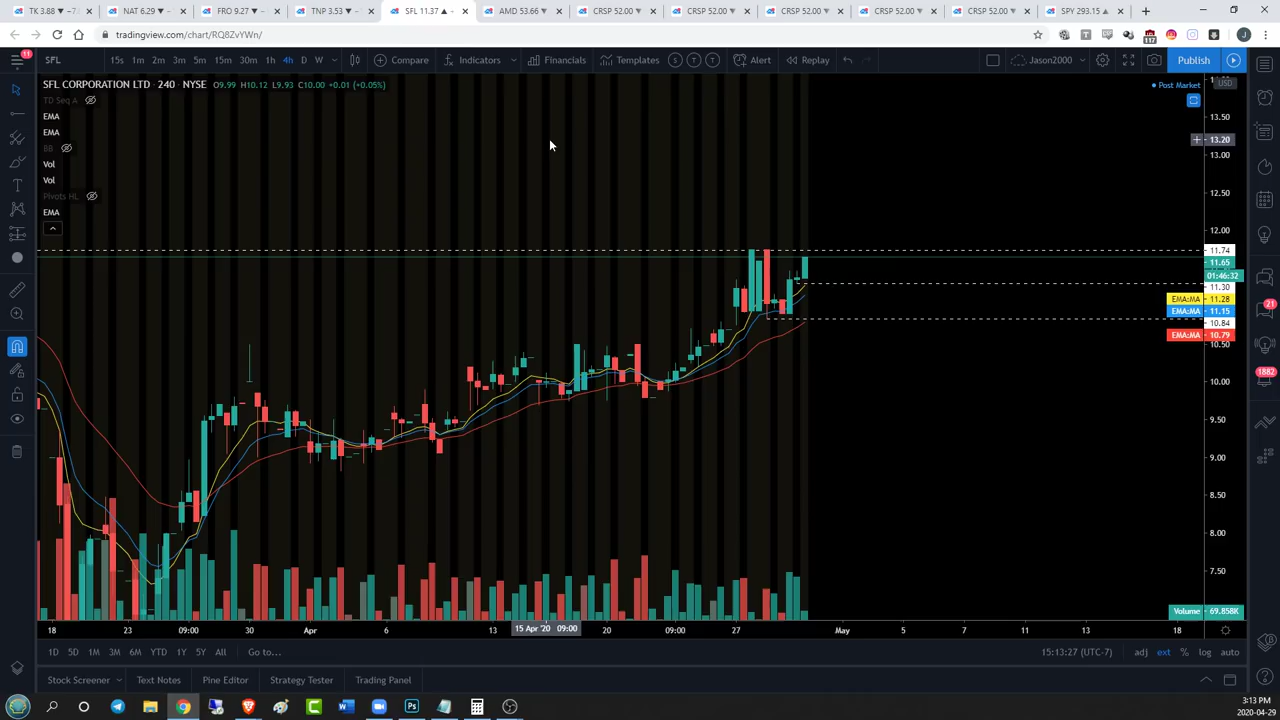 TK 3.88 ▼ −7.
NAT 6.29 ▼ −
FRO 9.27 ▼ −
TNP 3.53 ▼ −
SFL 11.37 ▲ −
AMD 53.66 ▼
CRSP 52.00 ▼
CRSP 52.00 ▼
CRSP 52.00 ▼
CRSP 52.00 ▼
CRSP 52.00 ▼
SPY 293.15 ▲
tradingview.com/chart/RQ8ZvYWn/
117
J
11
SFL
15s 1m 2m 3m 5m 15m 30m 1h 4h D W
Compare
Indicators
Financials
Templates
S T T
Alert
Replay
Jason2000
Publish
SFL CORPORATION LTD · 240 · NYSE O9.99 H10.12 L9.93 C10.00 +0.01 (+0.05%)
Post Market
USD
TD Seq A
EMA
EMA
BB
Vol
Vol
Pivots HL
EMA
13.50
13.20
13.00
12.50
12.00
11.74
11.65
01:46:32
11.30
EMA:MA 11.28
EMA:MA 11.15
10.84
EMA:MA 10.79
10.50
10.00
9.50
9.00
8.50
8.00
7.50
Volume 69.858K
21
1882
18 23 09:00 30 Apr 6 13 15 Apr '20 09:00 20 09:00 27 May 5 7 11 13 18
1D 5D 1M 3M 6M YTD 1Y 5Y All Go to...
15:13:27 (UTC-7) adj ext % log auto
Stock Screener Text Notes Pine Editor Strategy Tester Trading Panel
3:13 PM
2020-04-29